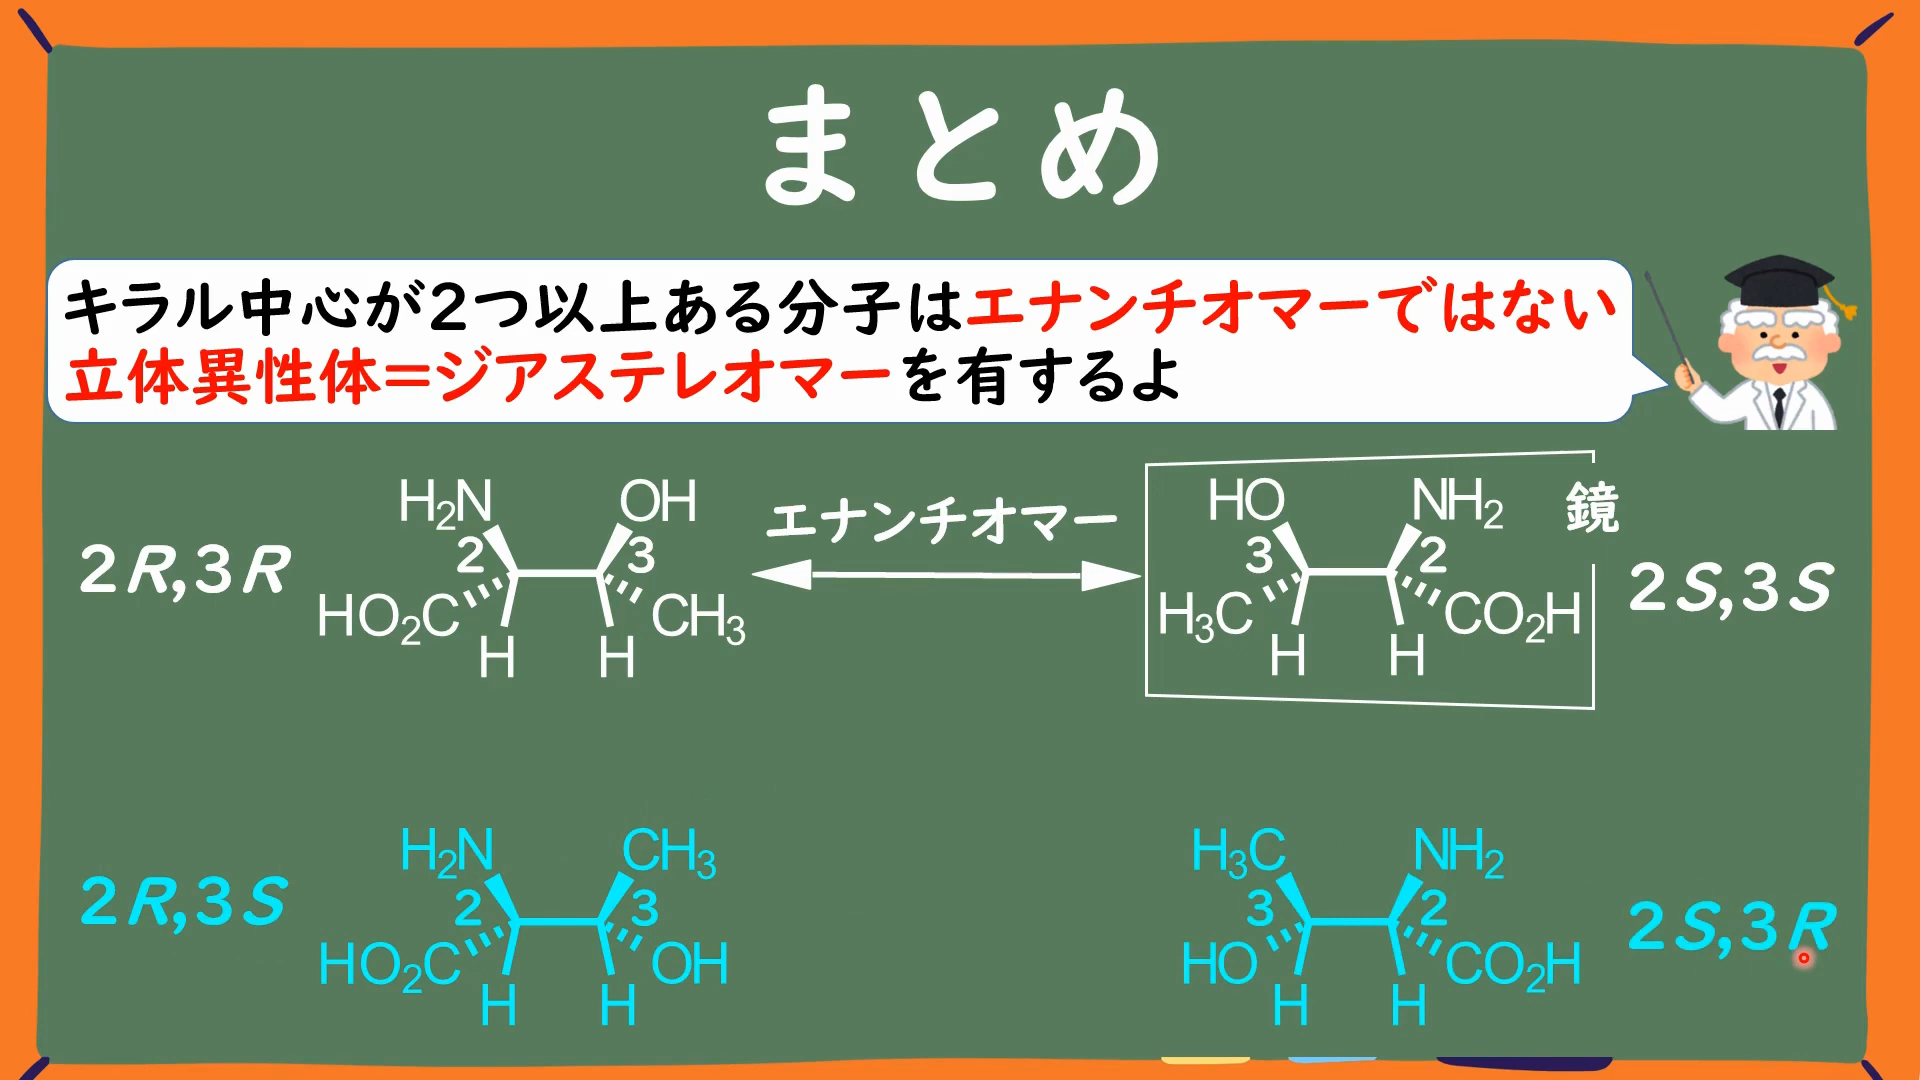 まとめ
キラル中心が2つ以上ある分子はエナンチオマーではない
立体異性体=ジアステレオマーを有するよ
H₂N OH エナンチオマー HO NH₂ 鏡
2R,3R 2 3 3 2 2S,3S
HO₂C CH₃ H₃C CO₂H
H H H H
H₂N CH₃ H₃C NH₂
2R,3S 2 3 3 2 2S,3R
HO₂C OH HO CO₂H
H H H H